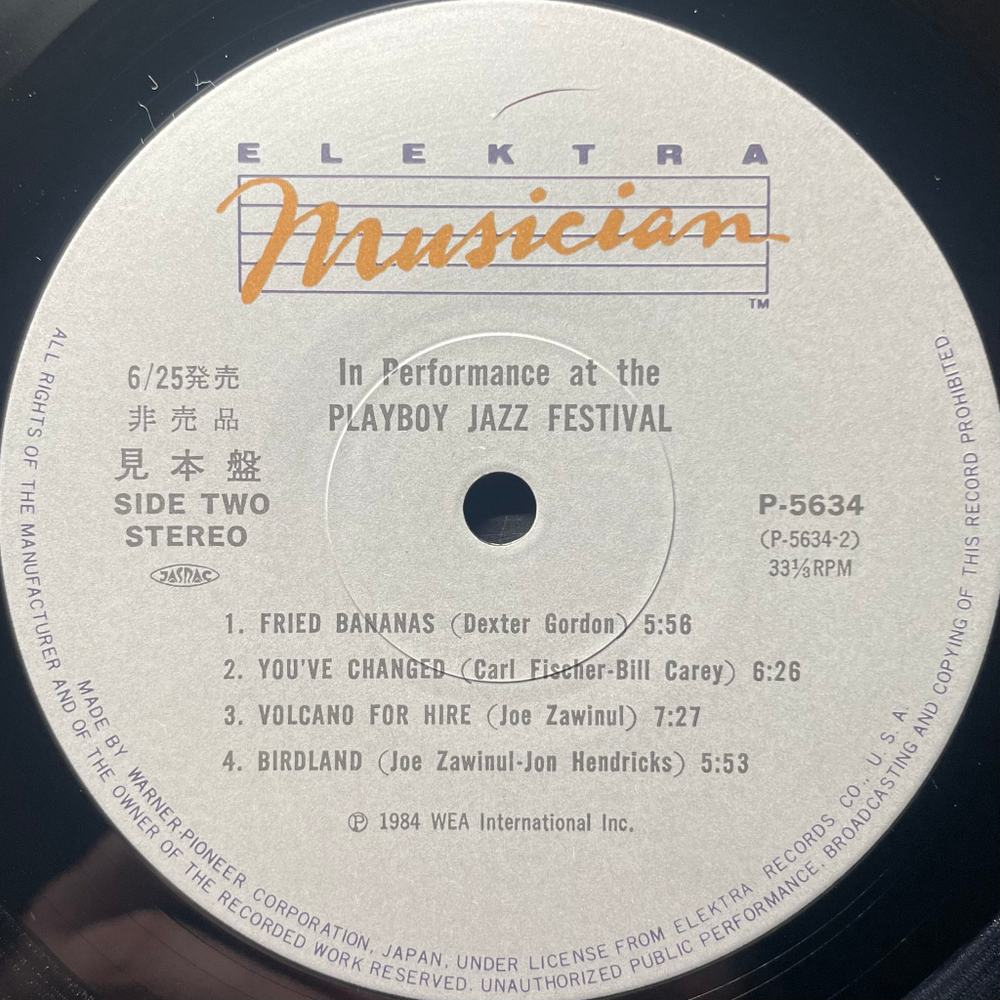 ELEKTRA
Musician
TM
6/25発売
非売品
見本盤
SIDE TWO
STEREO
JASRAC
In Performance at the
PLAYBOY JAZZ FESTIVAL
P-5634
(P-5634-2)
33⅓RPM
1. FRIED BANANAS (Dexter Gordon) 5:56
2. YOU'VE CHANGED (Carl Fischer-Bill Carey) 6:26
3. VOLCANO FOR HIRE (Joe Zawinul) 7:27
4. BIRDLAND (Joe Zawinul-Jon Hendricks) 5:53
℗ 1984 WEA International Inc.
MADE BY WARNER-PIONEER CORPORATION, JAPAN, UNDER LICENSE FROM ELEKTRA RECORDS CO., U. S. A.
ALL RIGHTS OF THE MANUFACTURER AND OF THE OWNER OF THE RECORDED WORK RESERVED. UNAUTHORIZED PUBLIC PERFORMANCE, BROADCASTING AND COPYING OF THIS RECORD PROHIBITED.